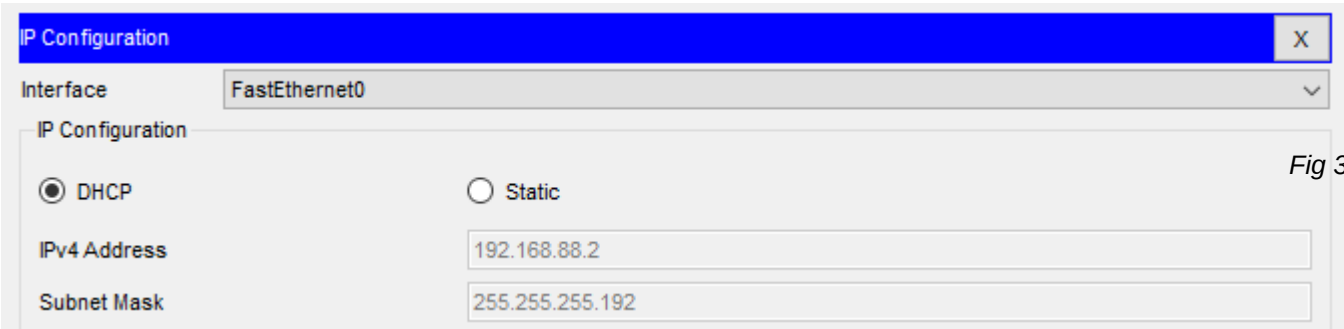 IP Configuration X
Interface FastEthernet0
IP Configuration
Fig 3
DHCP Static
IPv4 Address 192.168.88.2
Subnet Mask 255.255.255.192